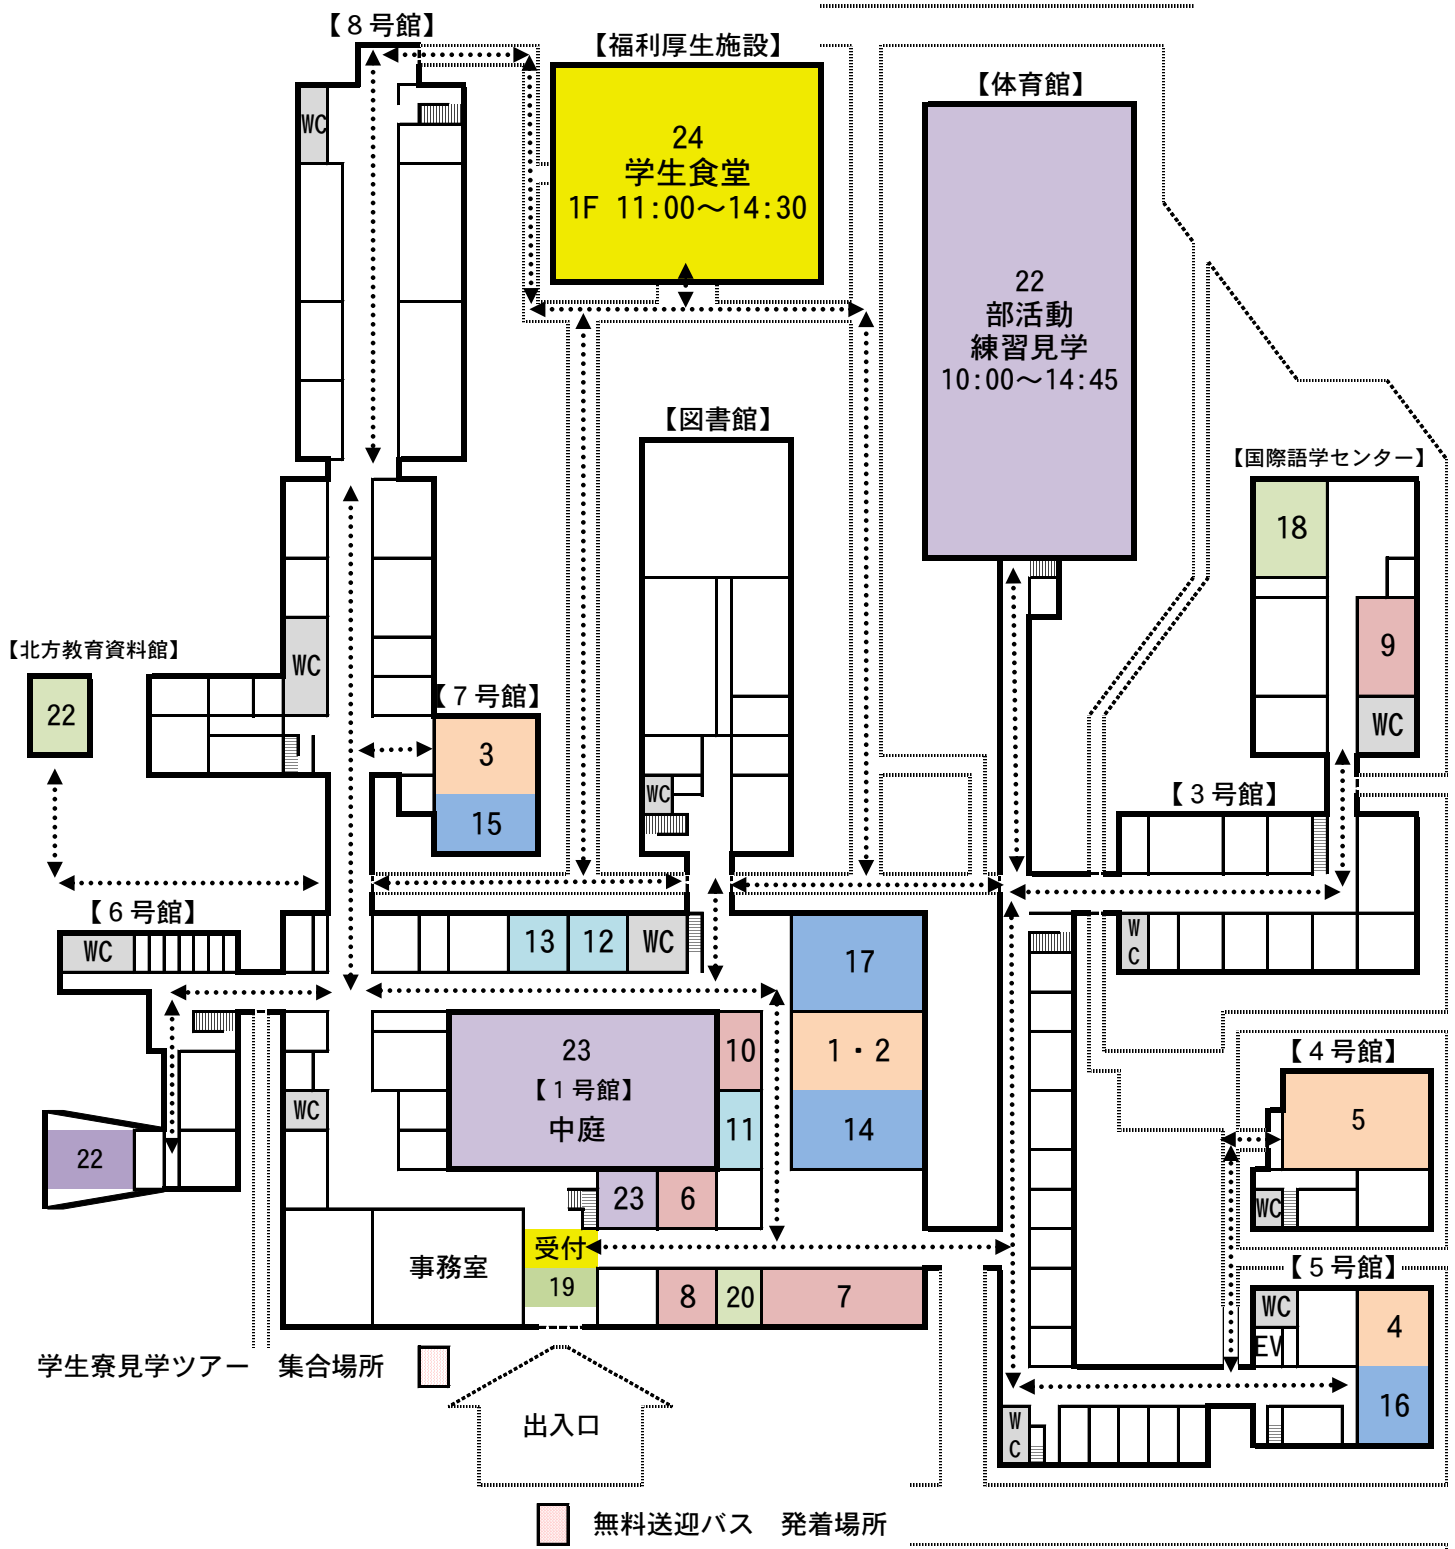 【８号館】
【福利厚生施設】
【体育館】
WC
24
学生食堂
1F 11:00～14:30
22
部活動
練習見学
10:00～14:45
【図書館】
【国際語学センター】
18
9
WC
【北方教育資料館】
22
WC
【７号館】
3
15
WC
【３号館】
【６号館】
WC
13
12
WC
17
W
C
23
【１号館】
中庭
10
1・2
11
14
WC
22
【４号館】
5
WC
23
6
受付
事務室
19
8
20
7
【５号館】
WC
4
EV
16
学生寮見学ツアー　集合場所
出入口
W
C
無料送迎バス　発着場所